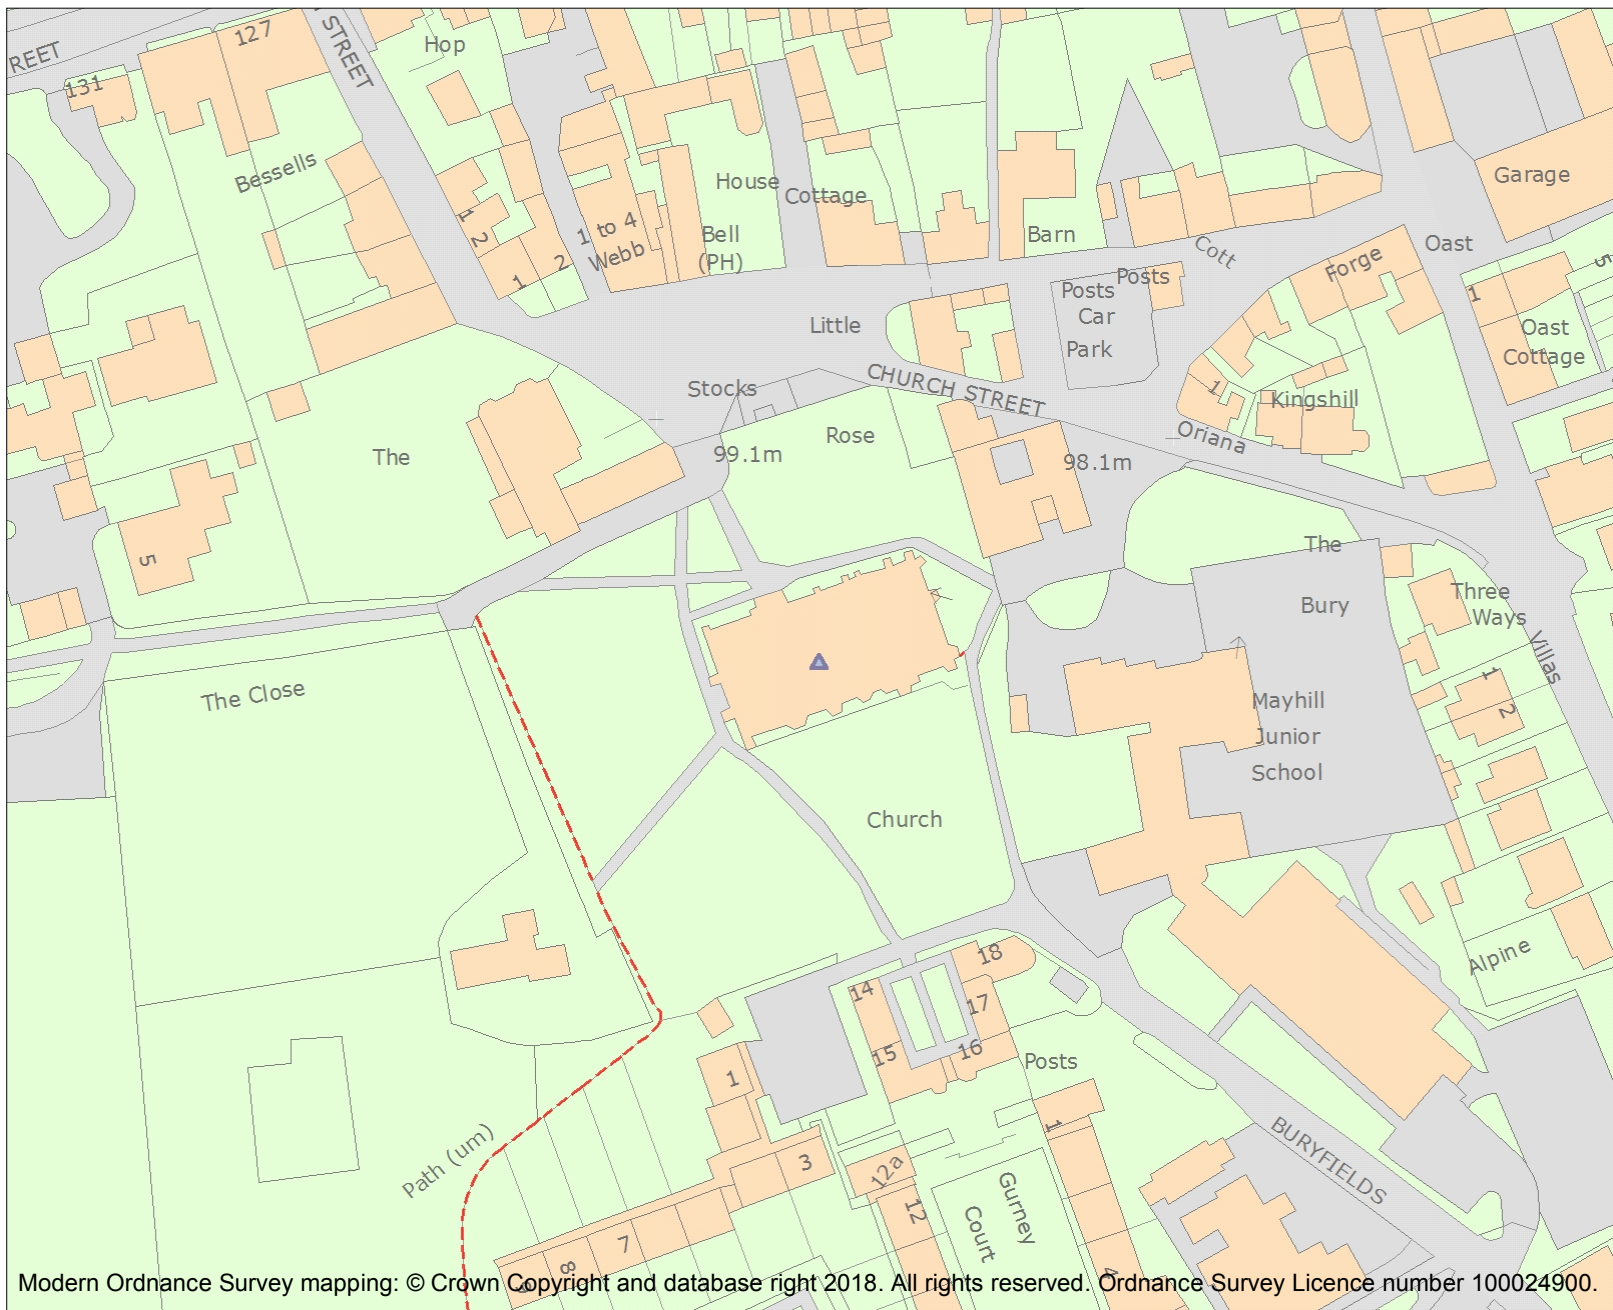 REET
127
STREET
Hop
131
Bessells
1
2
1
2
1 to 4
Webb
House
Cottage
Bell
(PH)
Barn
Cott
Garage
Posts
Posts
Car
Park
Forge
Oast
1
5
Oast
Cottage
Little
CHURCH STREET
Stocks
1
Kingshill
Oriana
Rose
99.1m
98.1m
The
5
The
Bury
Three
Ways
Villas
1
2
The Close
Mayhill
Junior
School
Church
Alpine
18
14
17
15
16
1
Posts
1
BURYFIELDS
Path (um)
3
12a
12
Gurney
Court
7
8
9
4
Modern Ordnance Survey mapping: © Crown Copyright and database right 2018. All rights reserved. Ordnance Survey Licence number 100024900.